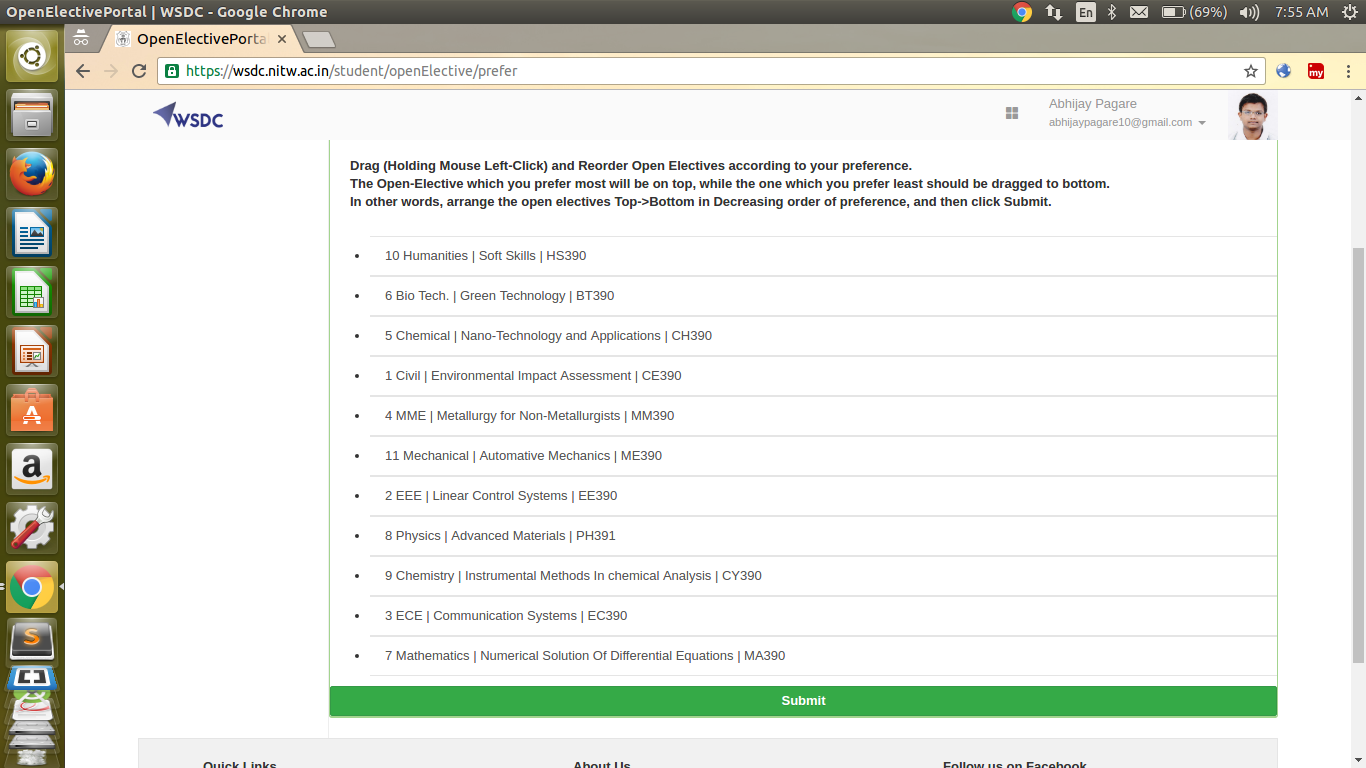 OpenElectivePortal | WSDC - Google Chrome
En
(69%)
7:55 AM
OpenElectivePorta
https://wsdc.nitw.ac.in/student/openElective/prefer
my
WSDC
Abhijay Pagare
abhijaypagare10@gmail.com
Drag (Holding Mouse Left-Click) and Reorder Open Electives according to your preference.
The Open-Elective which you prefer most will be on top, while the one which you prefer least should be dragged to bottom.
In other words, arrange the open electives Top->Bottom in Decreasing order of preference, and then click Submit.
10 Humanities | Soft Skills | HS390
6 Bio Tech. | Green Technology | BT390
5 Chemical | Nano-Technology and Applications | CH390
1 Civil | Environmental Impact Assessment | CE390
4 MME | Metallurgy for Non-Metallurgists | MM390
11 Mechanical | Automative Mechanics | ME390
2 EEE | Linear Control Systems | EE390
8 Physics | Advanced Materials | PH391
9 Chemistry | Instrumental Methods In chemical Analysis | CY390
3 ECE | Communication Systems | EC390
7 Mathematics | Numerical Solution Of Differential Equations | MA390
Submit
Quick Links
About Us
Follow us on Facebook